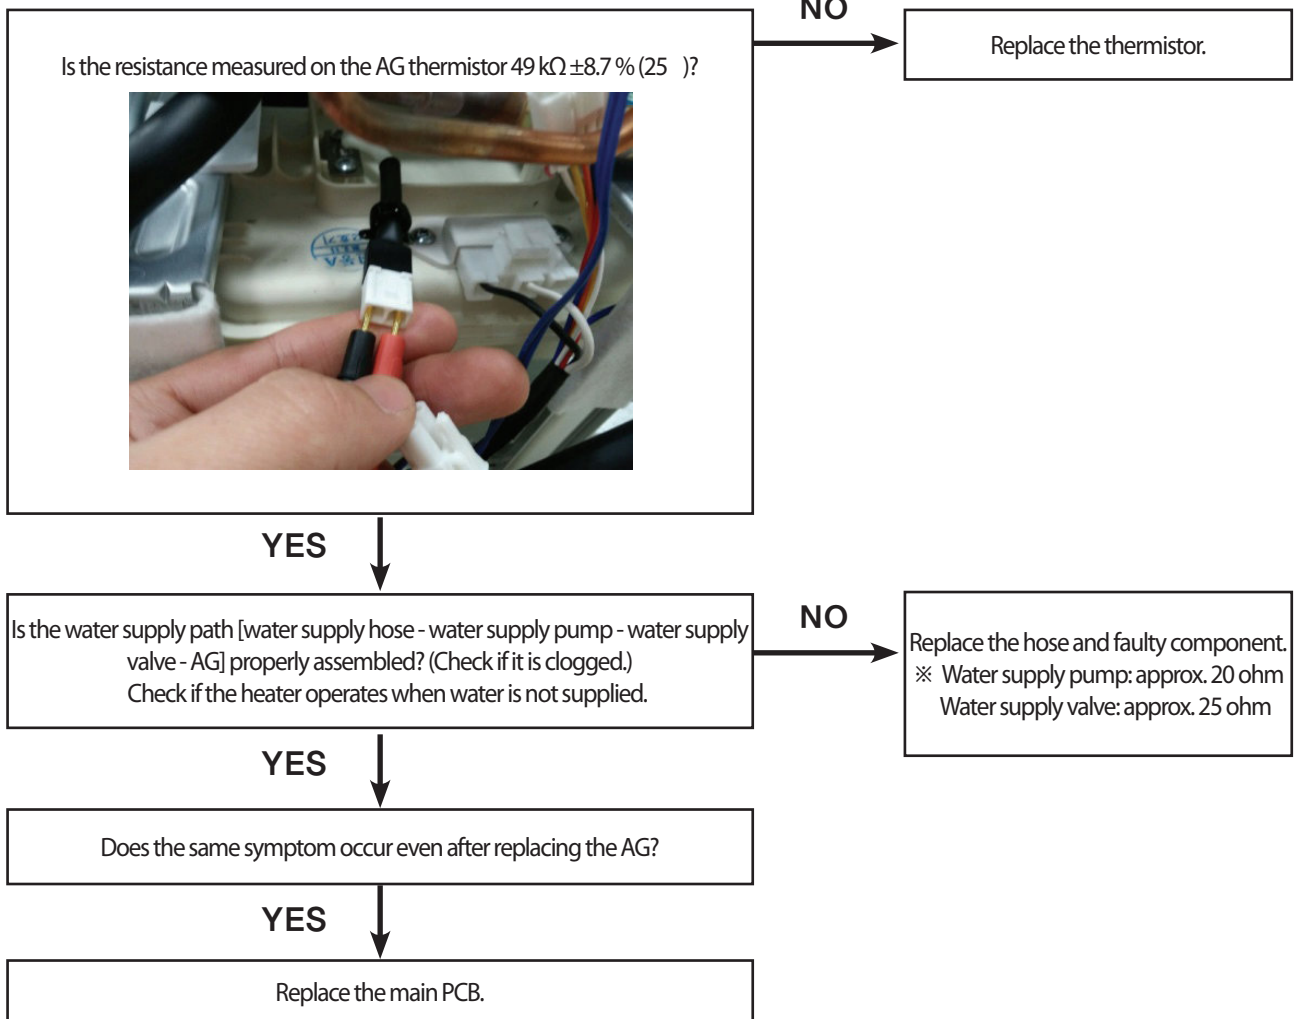 NO
Is the resistance measured on the AG thermistor 49 kΩ ±8.7 % (25   )?
Replace the thermistor.
YES
Is the water supply path [water supply hose - water supply pump - water supply
valve - AG] properly assembled? (Check if it is clogged.)
Check if the heater operates when water is not supplied.
NO
Replace the hose and faulty component.
※ Water supply pump: approx. 20 ohm
Water supply valve: approx. 25 ohm
YES
Does the same symptom occur even after replacing the AG?
YES
Replace the main PCB.